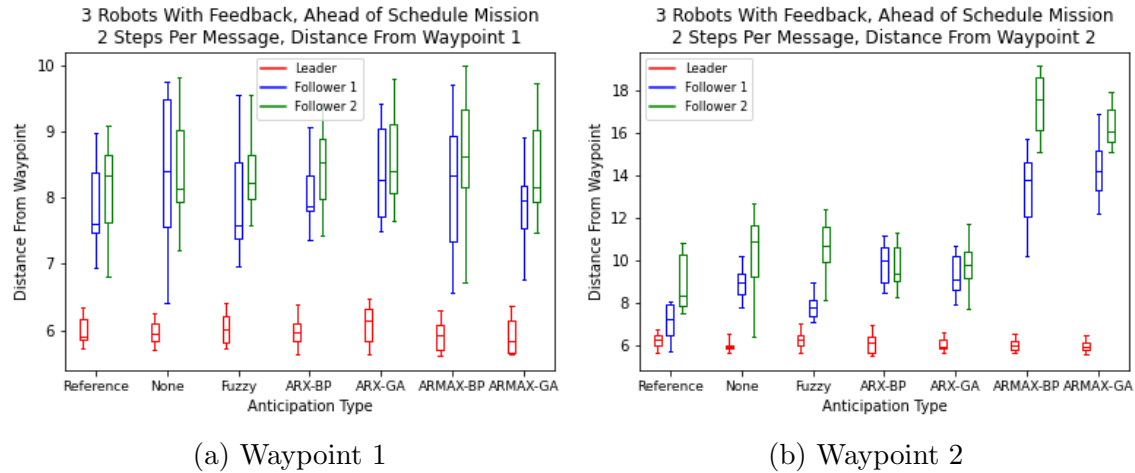 3 Robots With Feedback, Ahead of Schedule Mission
2 Steps Per Message, Distance From Waypoint 1
Distance From Waypoint
10
9
8
7
6
Leader
Follower 1
Follower 2
Reference None Fuzzy ARX-BP ARX-GA ARMAX-BP ARMAX-GA
Anticipation Type
(a) Waypoint 1
3 Robots With Feedback, Ahead of Schedule Mission
2 Steps Per Message, Distance From Waypoint 2
Distance From Waypoint
18
16
14
12
10
8
6
Leader
Follower 1
Follower 2
Reference None Fuzzy ARX-BP ARX-GA ARMAX-BP ARMAX-GA
Anticipation Type
(b) Waypoint 2